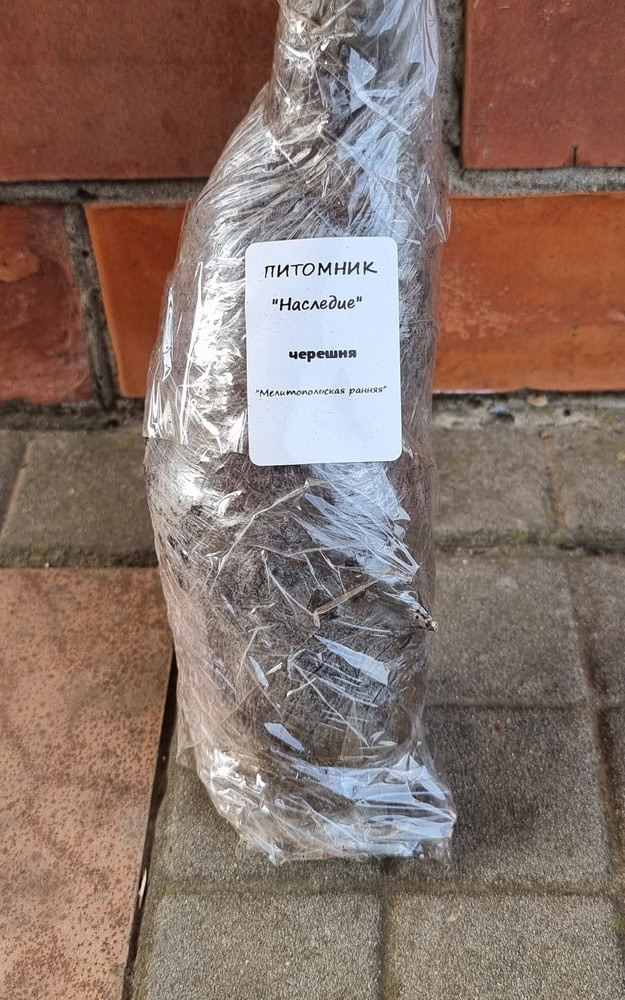 ПИТОМНИК
"Наследие"
черешня
"Мелитопольская ранняя"